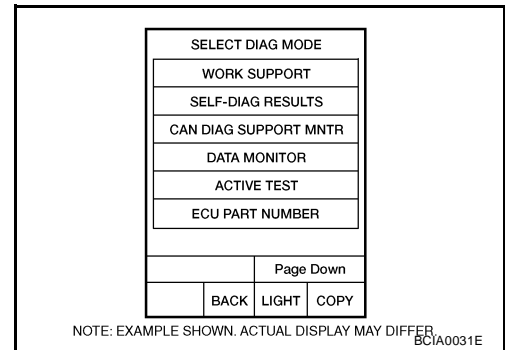 SELECT DIAG MODE
WORK SUPPORT
SELF-DIAG RESULTS
CAN DIAG SUPPORT MNTR
DATA MONITOR
ACTIVE TEST
ECU PART NUMBER
Page Down
BACK LIGHT COPY
NOTE: EXAMPLE SHOWN. ACTUAL DISPLAY MAY DIFFER.
BCIA0031E